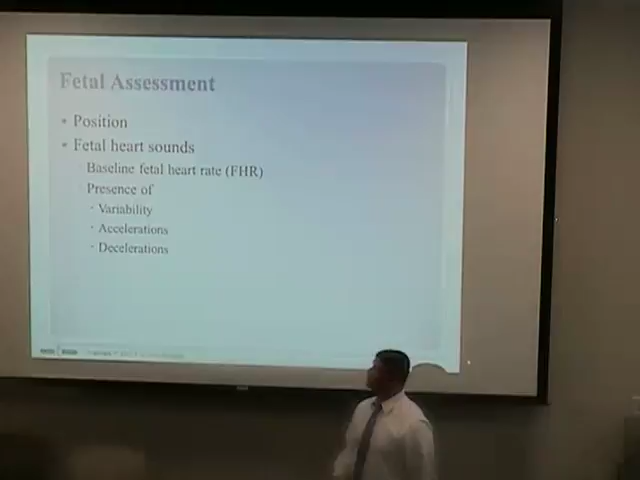 Fetal Assessment
• Position
• Fetal heart sounds
Baseline fetal heart rate (FHR)
Presence of
• Variability
• Accelerations
• Decelerations